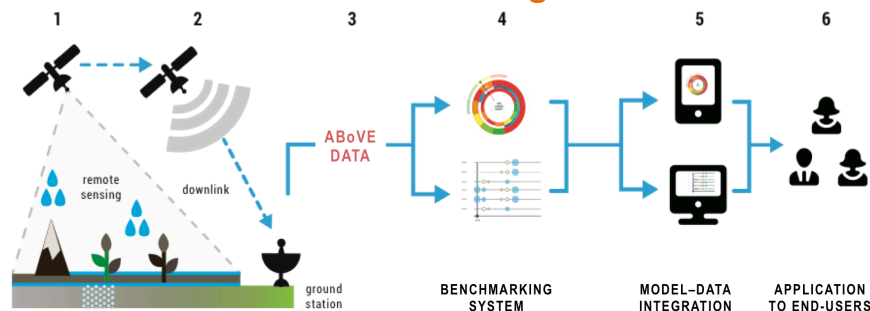 1
2
3
4
5
6
remote
sensing
downlink
ABoVE
DATA
ground
station
BENCHMARKING
SYSTEM
MODEL–DATA
INTEGRATION
APPLICATION
TO END-USERS